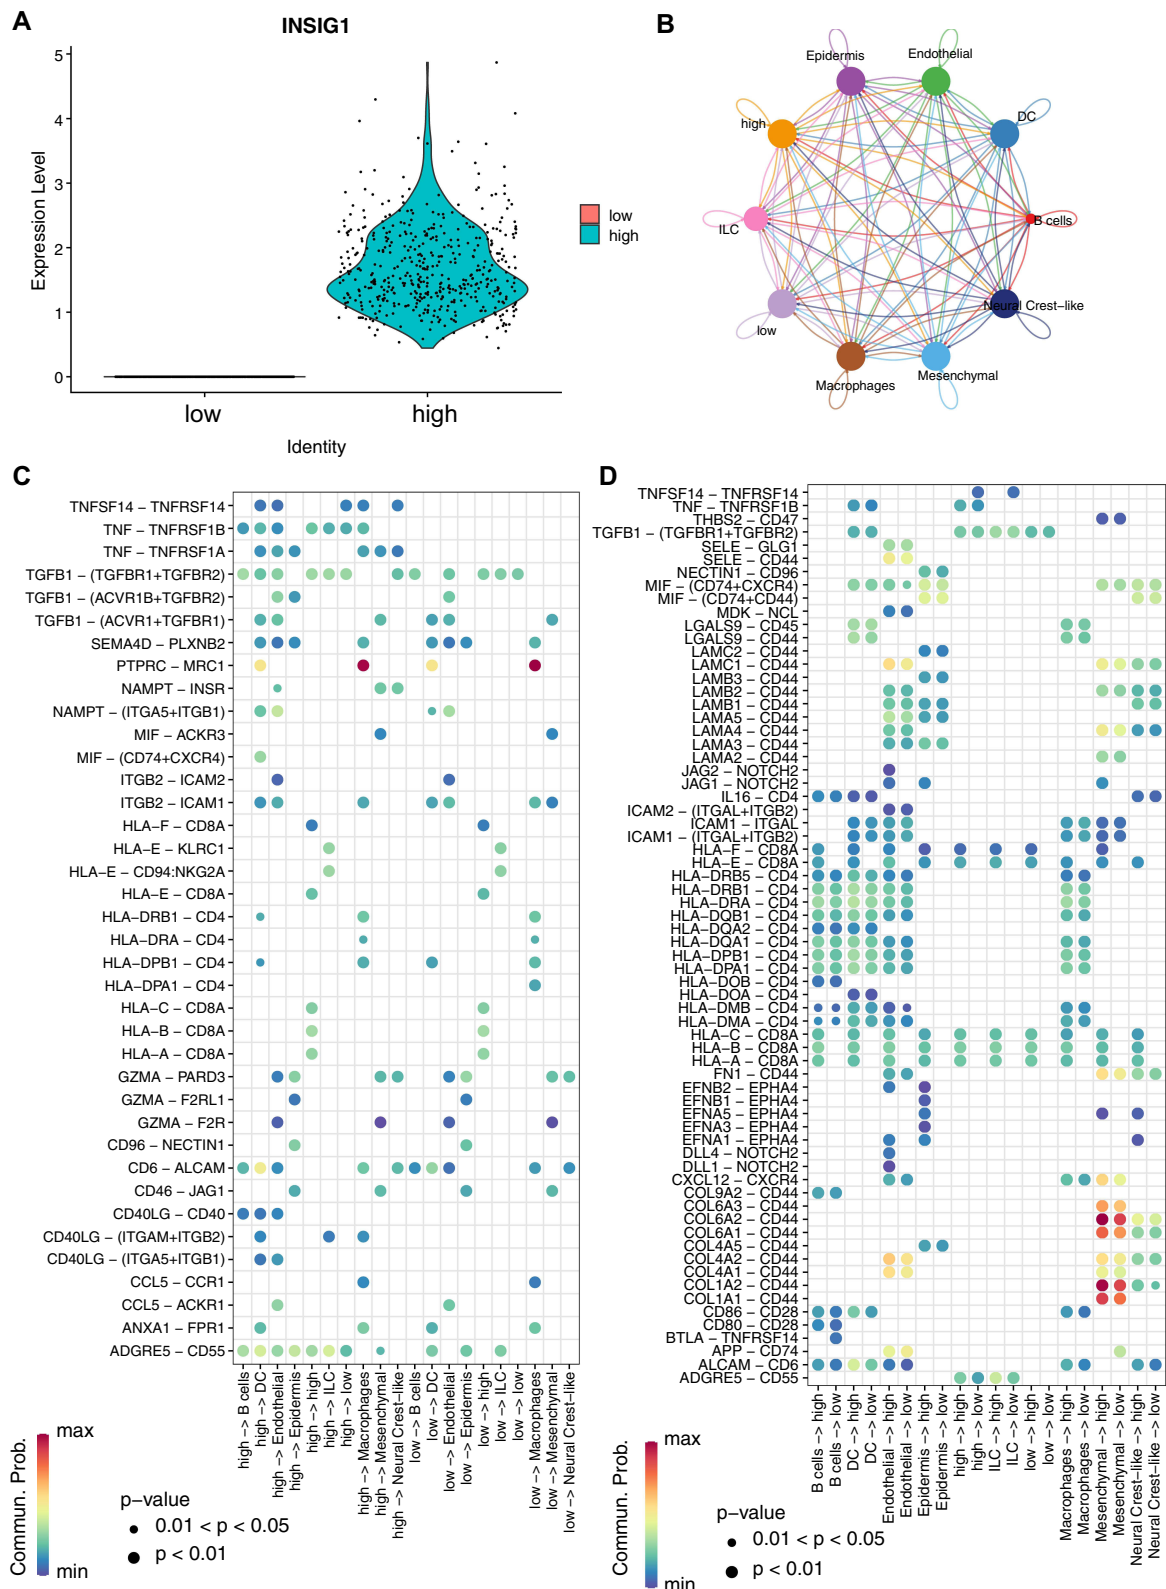 A
INSIG1
Expression Level
5
4
3
2
1
0
low
high
Identity
low
high
B
Epidermis
Endothelial
high
DC
ILC
B cells
low
Neural Crest-like
Macrophages
Mesenchymal
C
TNFSF14 – TNFRSF14
TNF – TNFRSF1B
TNF – TNFRSF1A
TGFB1 – (TGFBR1+TGFBR2)
TGFB1 – (ACVR1B+TGFBR2)
TGFB1 – (ACVR1+TGFBR1)
SEMA4D – PLXNB2
PTPRC – MRC1
NAMPT – INSR
NAMPT – (ITGA5+ITGB1)
MIF – ACKR3
MIF – (CD74+CXCR4)
ITGB2 – ICAM2
ITGB2 – ICAM1
HLA-F – CD8A
HLA-E – KLRC1
HLA-E – CD94:NKG2A
HLA-E – CD8A
HLA-DRB1 – CD4
HLA-DRA – CD4
HLA-DPB1 – CD4
HLA-DPA1 – CD4
HLA-C – CD8A
HLA-B – CD8A
HLA-A – CD8A
GZMA – PARD3
GZMA – F2RL1
GZMA – F2R
CD96 – NECTIN1
CD6 – ALCAM
CD46 – JAG1
CD40LG – CD40
CD40LG – (ITGAM+ITGB2)
CD40LG – (ITGA5+ITGB1)
CCL5 – CCR1
CCL5 – ACKR1
ANXA1 – FPR1
ADGRE5 – CD55
high –> B cells
high –> DC
high –> Endothelial
high –> Epidermis
high –> high
high –> ILC
high –> low
high –> Macrophages
high –> Mesenchymal
high –> Neural Crest-like
low –> B cells
low –> DC
low –> Endothelial
low –> Epidermis
low –> high
low –> ILC
low –> low
low –> Macrophages
low –> Mesenchymal
low –> Neural Crest-like
Commun. Prob.
max
min
p-value
0.01 < p < 0.05
p < 0.01
D
TNFSF14 – TNFRSF14
TNF – TNFRSF1B
THBS2 – CD47
TGFB1 – (TGFBR1+TGFBR2)
SELE – GLG1
SELE – CD44
NECTIN1 – CD96
MIF – (CD74+CXCR4)
MIF – (CD74+CD44)
MDK – NCL
LGALS9 – CD45
LGALS9 – CD44
LAMC2 – CD44
LAMC1 – CD44
LAMB3 – CD44
LAMB2 – CD44
LAMB1 – CD44
LAMA5 – CD44
LAMA4 – CD44
LAMA3 – CD44
LAMA2 – CD44
JAG2 – NOTCH2
JAG1 – NOTCH2
IL16 – CD4
ICAM2 – (ITGAL+ITGB2)
ICAM1 – ITGAL
ICAM1 – (ITGAL+ITGB2)
HLA-F – CD8A
HLA-E – CD8A
HLA-DRB5 – CD4
HLA-DRB1 – CD4
HLA-DRA – CD4
HLA-DQB1 – CD4
HLA-DQA2 – CD4
HLA-DQA1 – CD4
HLA-DPB1 – CD4
HLA-DPA1 – CD4
HLA-DOB – CD4
HLA-DOA – CD4
HLA-DMB – CD4
HLA-DMA – CD4
HLA-C – CD8A
HLA-B – CD8A
HLA-A – CD8A
FN1 – CD44
EFNB2 – EPHA4
EFNB1 – EPHA4
EFNA5 – EPHA4
EFNA3 – EPHA4
EFNA1 – EPHA4
DLL4 – NOTCH2
DLL1 – NOTCH2
CXCL12 – CXCR4
COL9A2 – CD44
COL6A3 – CD44
COL6A2 – CD44
COL6A1 – CD44
COL4A5 – CD44
COL4A2 – CD44
COL4A1 – CD44
COL1A2 – CD44
COL1A1 – CD44
CD86 – CD28
CD80 – CD28
BTLA – TNFRSF14
APP – CD74
ALCAM – CD6
ADGRE5 – CD55
B cells –> high
B cells –> low
DC –> high
DC –> low
Endothelial –> high
Endothelial –> low
Epidermis –> high
Epidermis –> low
high –> high
high –> low
ILC –> high
ILC –> low
low –> high
low –> low
Macrophages –> high
Macrophages –> low
Mesenchymal –> high
Mesenchymal –> low
Neural Crest-like –> high
Neural Crest-like –> low
Commun. Prob.
max
min
p-value
0.01 < p < 0.05
p < 0.01